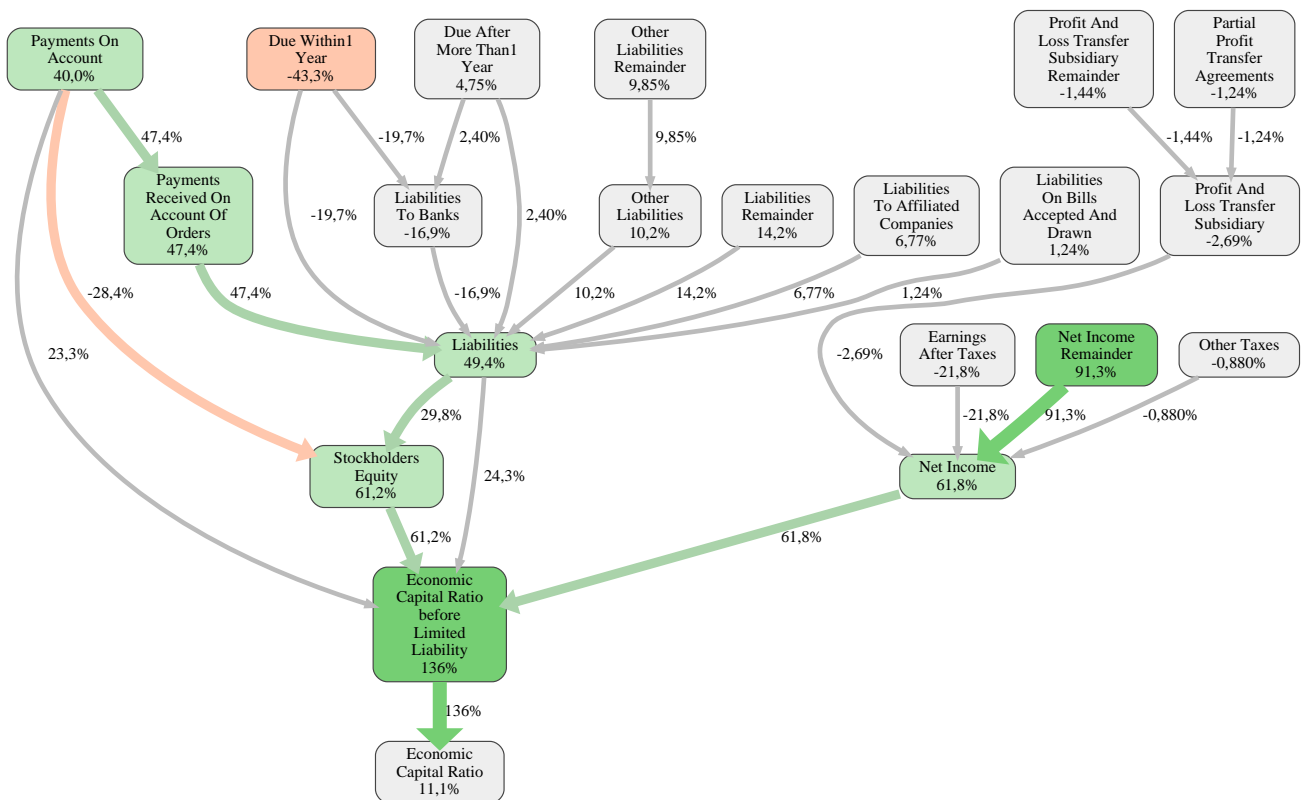 Payments On
Account
40,0%
Due Within1
Year
-43,3%
Due After
More Than1
Year
4,75%
Other
Liabilities
Remainder
9,85%
Profit And
Loss Transfer
Subsidiary
Remainder
-1,44%
Partial
Profit
Transfer
Agreements
-1,24%
47,4%
-19,7%
2,40%
9,85%
-1,44%
-1,24%
Payments
Received On
Account Of
Orders
47,4%
Liabilities
To Banks
-16,9%
Other
Liabilities
10,2%
Liabilities
Remainder
14,2%
Liabilities
To Affiliated
Companies
6,77%
Liabilities
On Bills
Accepted And
Drawn
1,24%
Profit And
Loss Transfer
Subsidiary
-2,69%
-19,7%
2,40%
-28,4%
47,4%
-16,9%
10,2%
14,2%
6,77%
1,24%
23,3%
Liabilities
49,4%
-2,69%
Earnings
After Taxes
-21,8%
Net Income
Remainder
91,3%
Other Taxes
-0,880%
29,8%
-21,8%
91,3%
-0,880%
Stockholders
Equity
61,2%
24,3%
Net Income
61,8%
61,2%
61,8%
Economic
Capital Ratio
before
Limited
Liability
136%
136%
Economic
Capital Ratio
11,1%